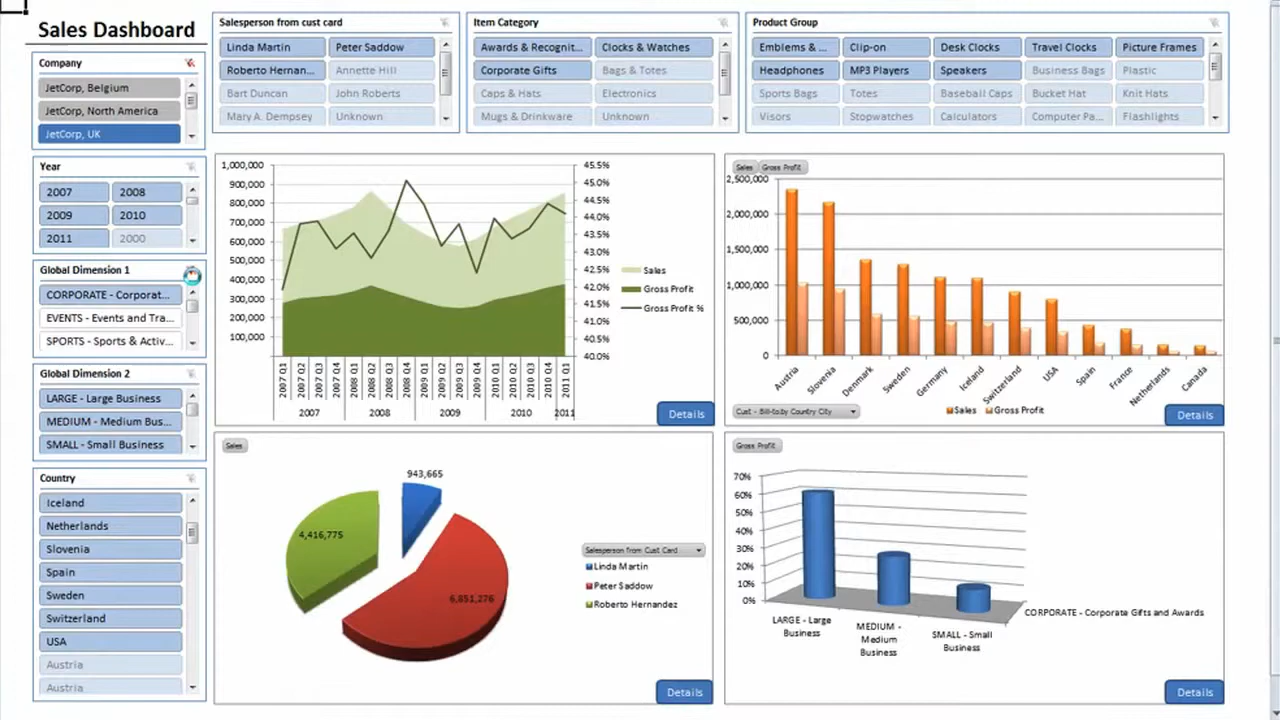 Sales Dashboard
Company
JetCorp, Belgium
JetCorp, North America
JetCorp, UK
Year
2007 2008
2009 2010
2011 2000
Global Dimension 1
CORPORATE - Corporat...
EVENTS - Events and Tra...
SPORTS - Sports & Activ...
Global Dimension 2
LARGE - Large Business
MEDIUM - Medium Bus...
SMALL - Small Business
Country
Iceland
Netherlands
Slovenia
Spain
Sweden
Switzerland
USA
Austria
Austria
Salesperson from cust card
Linda Martin Peter Saddow
Roberto Hernan... Annette Hill
Bart Duncan John Roberts
Mary A. Dempsey Unknown
Item Category
Awards & Recognit... Clocks & Watches
Corporate Gifts Bags & Totes
Caps & Hats Electronics
Mugs & Drinkware Unknown
Product Group
Emblems & ... Clip-on Desk Clocks Travel Clocks Picture Frames
Headphones MP3 Players Speakers Business Bags Plastic
Sports Bags Totes Baseball Caps Bucket Hat Knit Hats
Visors Stopwatches Calculators Computer Pa... Flashlights
1,000,000 45.5%
900,000 45.0%
800,000 44.5%
700,000 44.0%
600,000 43.5%
500,000 43.0%
400,000 42.5%
300,000 42.0%
200,000 41.5%
100,000 41.0%
40.5%
40.0%
Sales
Gross Profit
Gross Profit %
2007 Q1 2007 Q2 2007 Q3 2007 Q4 2008 Q1 2008 Q2 2008 Q3 2008 Q4 2009 Q1 2009 Q2 2009 Q3 2009 Q4 2010 Q1 2010 Q2 2010 Q3 2010 Q4 2011 Q1
2007 2008 2009 2010 2011
Details
Sales Gross Profit
2,500,000
2,000,000
1,500,000
1,000,000
500,000
0
Austria Slovenia Denmark Sweden Germany Iceland Switzerland USA Spain France Netherlands Canada
Cust - Bill-to.by Country City
Sales Gross Profit
Details
Sales
943,665
4,416,775
6,851,276
Salesperson from Cust Card
Linda Martin
Peter Saddow
Roberto Hernandez
Details
Gross Profit
70%
60%
50%
40%
30%
20%
10%
0%
LARGE - Large Business
MEDIUM - Medium Business
SMALL - Small Business
CORPORATE - Corporate Gifts and Awards
Details